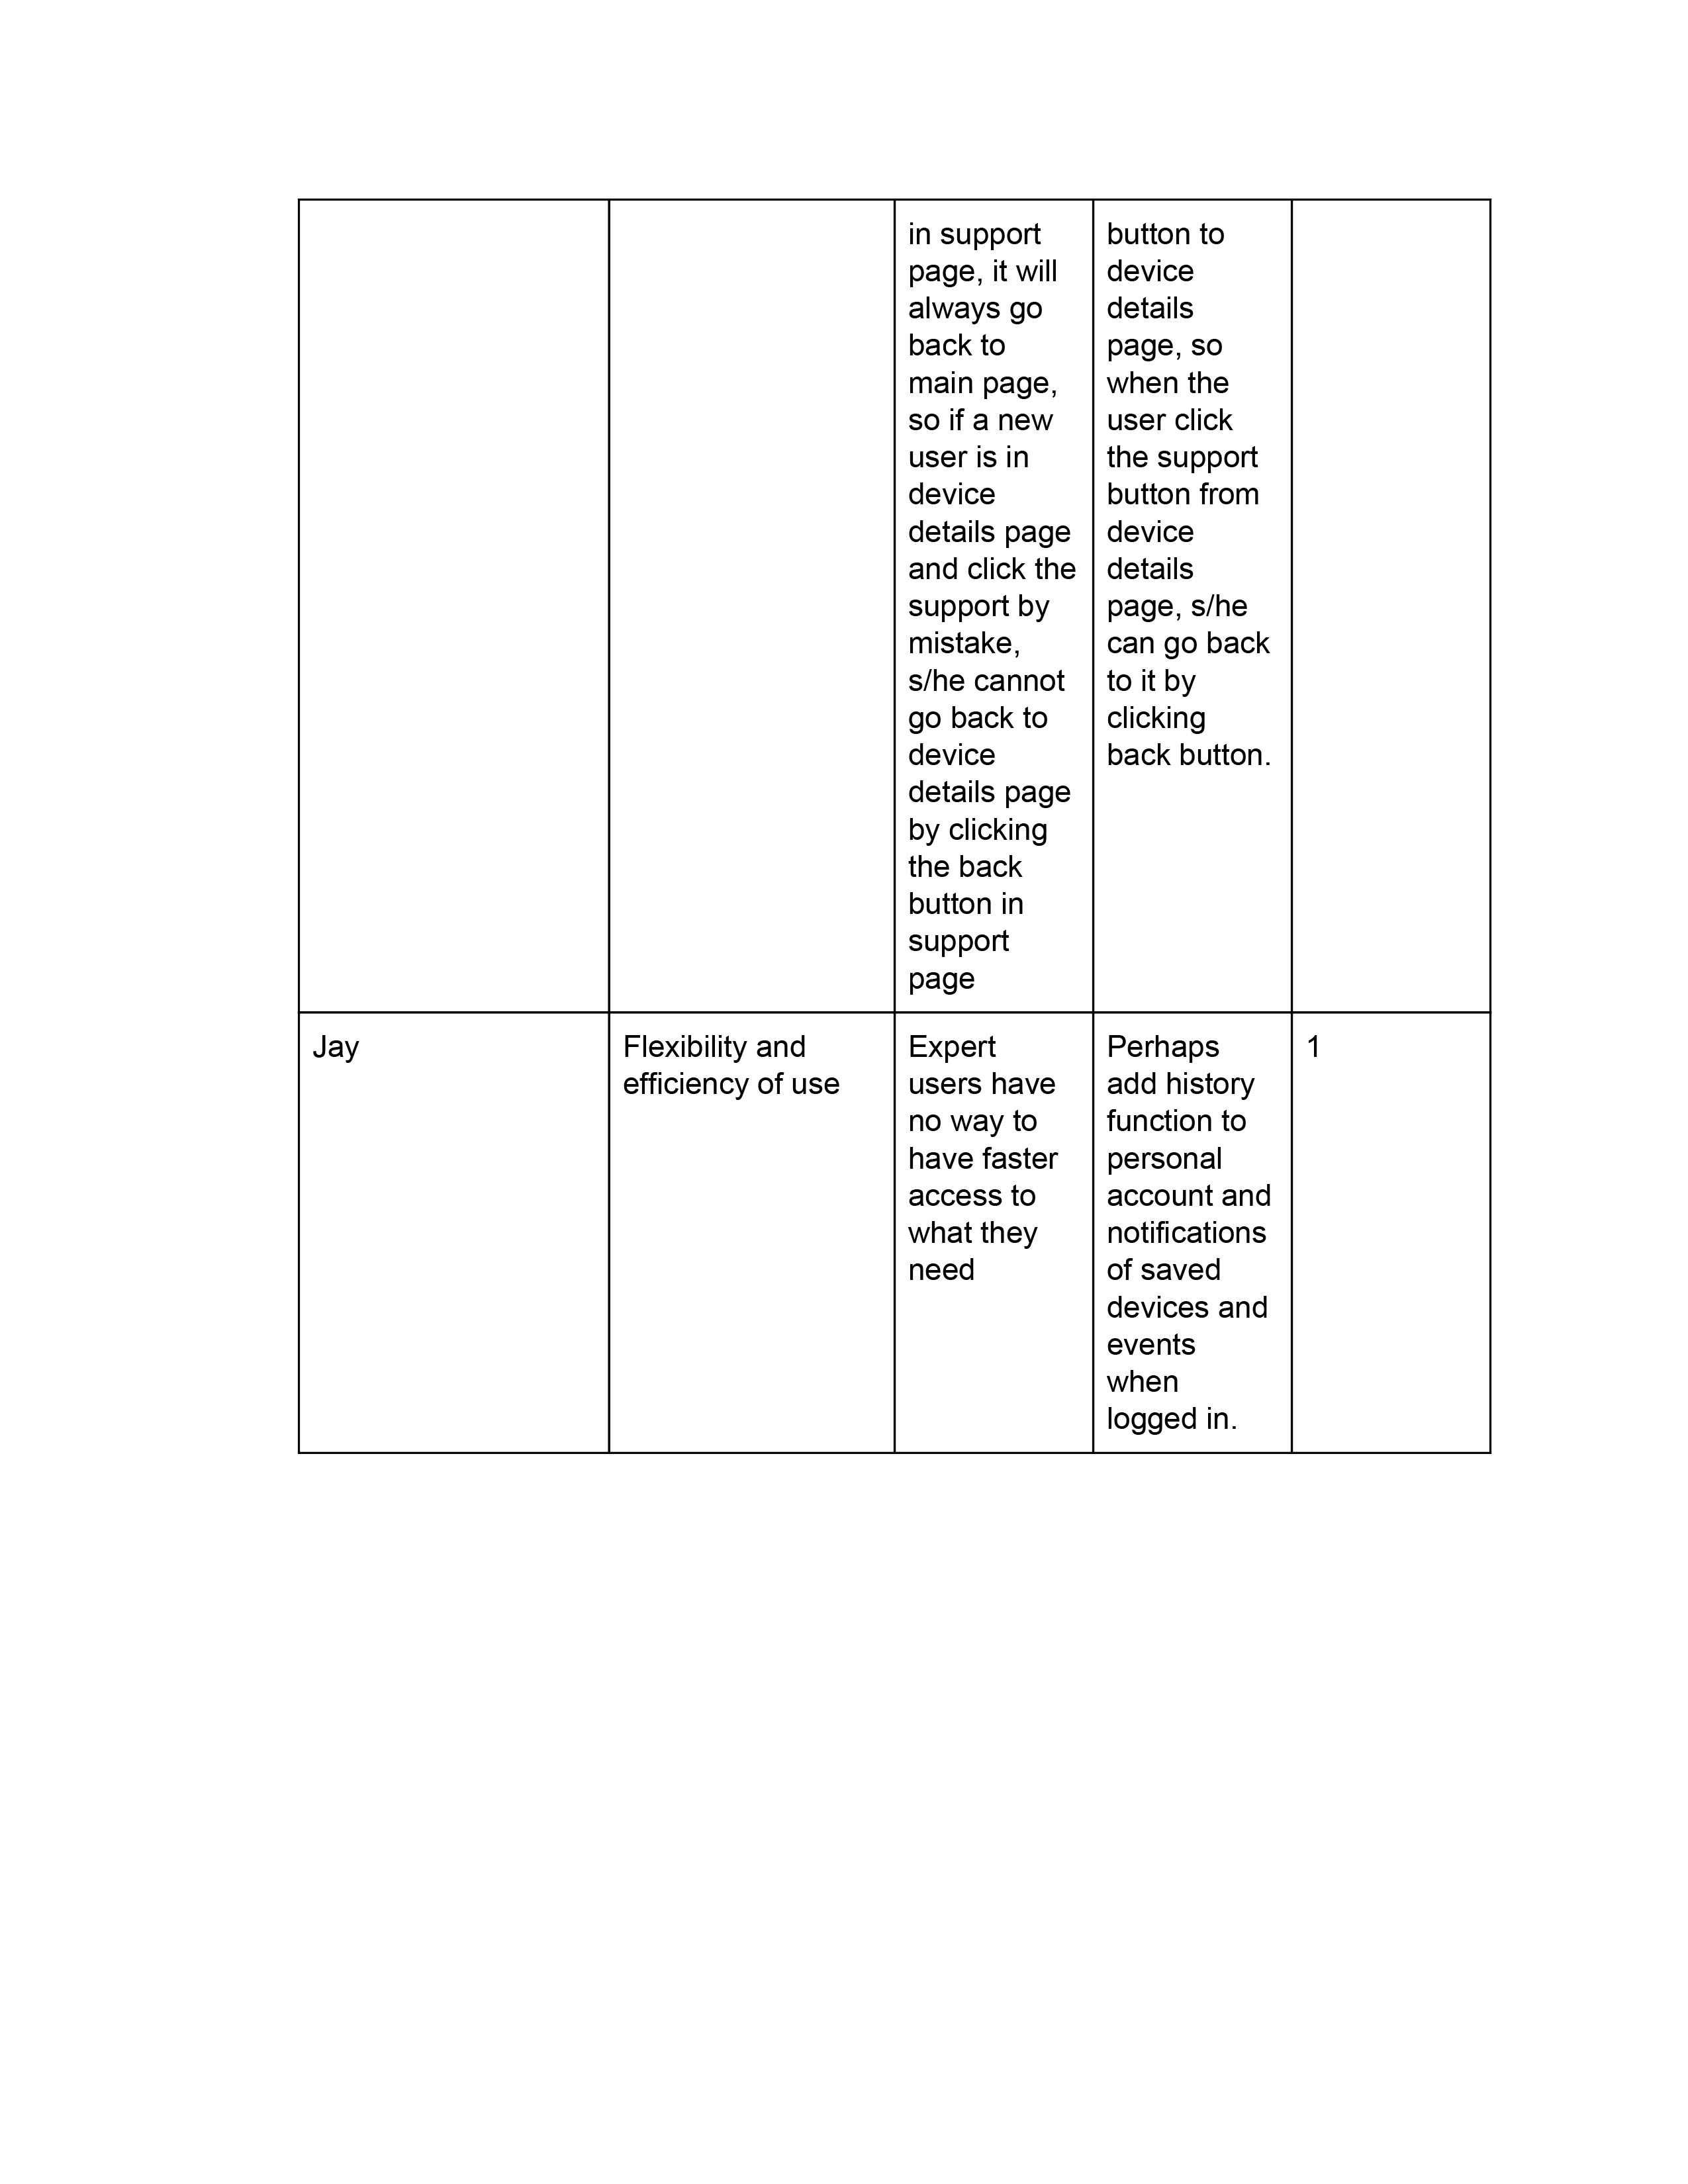 in support
page, it will
always go
back to
main page,
so if a new
user is in
device
details page
and click the
support by
mistake,
s/he cannot
go back to
device
details page
by clicking
the back
button in
support
page
button to
device
details
page, so
when the
user click
the support
button from
device
details
page, s/he
can go back
to it by
clicking
back button.
Jay
Flexibility and
efficiency of use
Expert
users have
no way to
have faster
access to
what they
need
Perhaps
add history
function to
personal
account and
notifications
of saved
devices and
events
when
logged in.
1